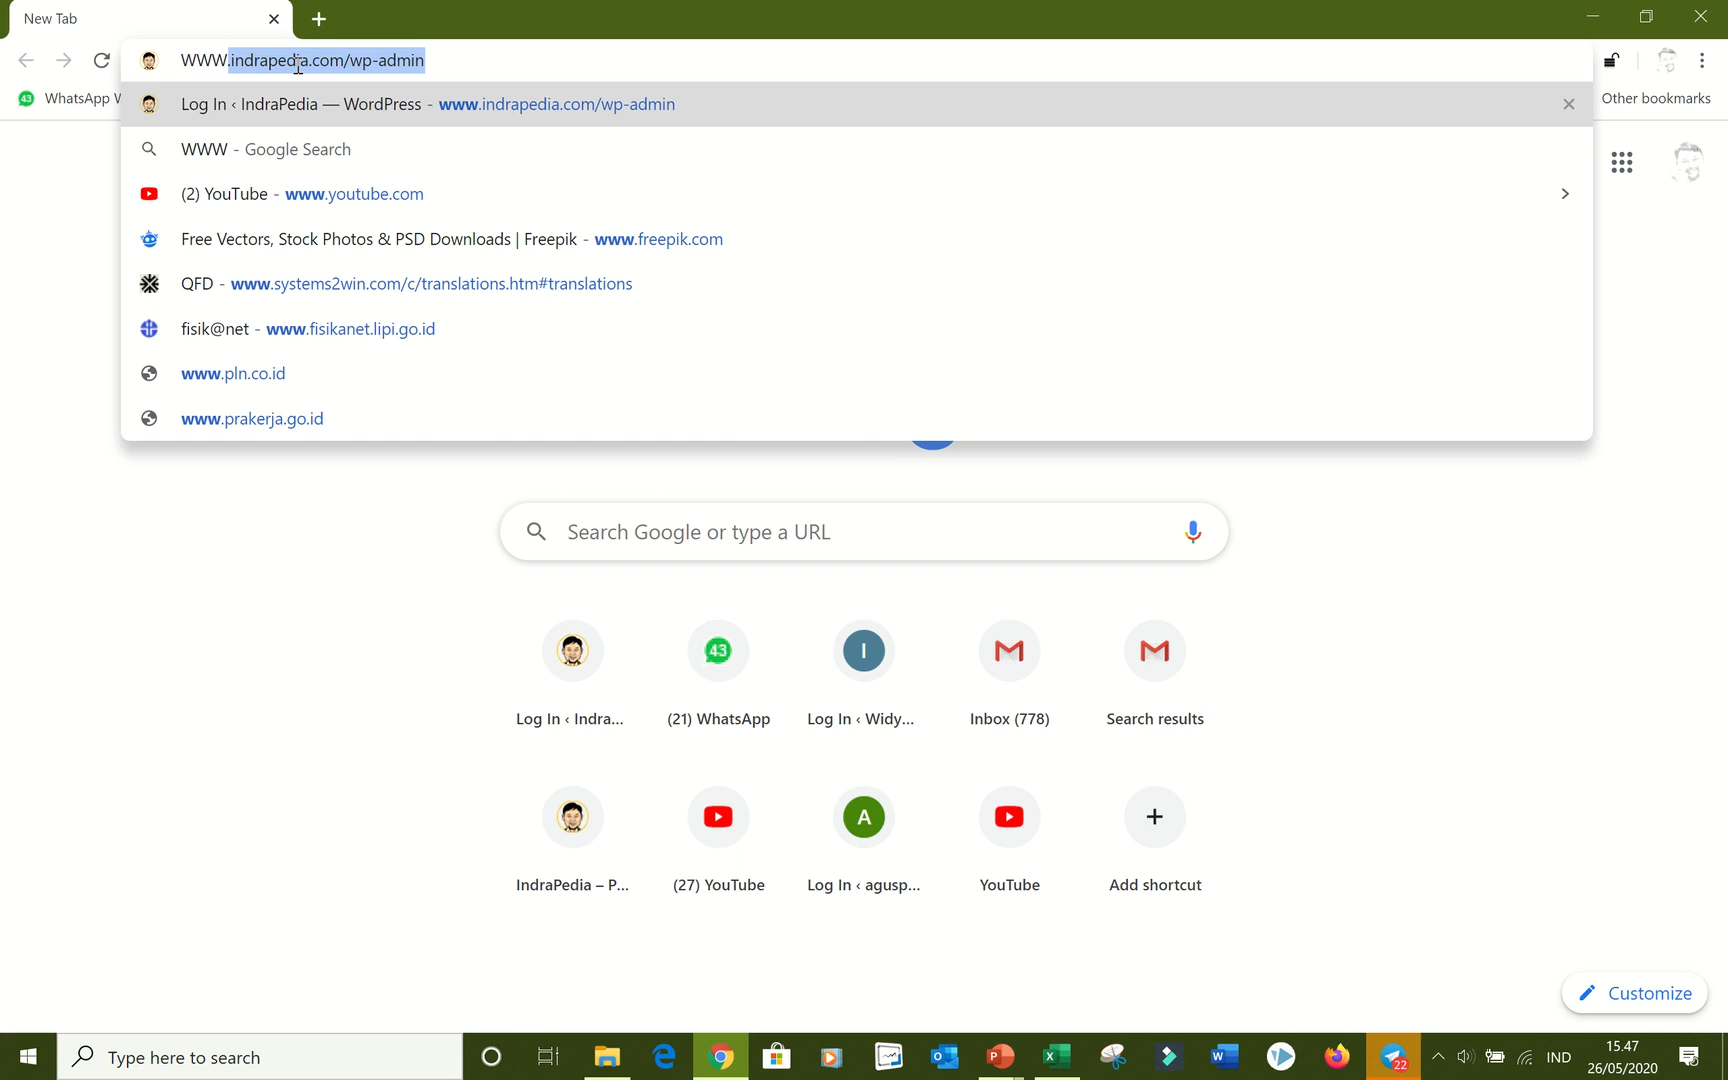 New Tab
WWW.indrapedia.com/wp-admin
43 WhatsApp W
Other bookmarks
Log In ‹ IndraPedia — WordPress - www.indrapedia.com/wp-admin
WWW - Google Search
(2) YouTube - www.youtube.com
Free Vectors, Stock Photos & PSD Downloads | Freepik - www.freepik.com
QFD - www.systems2win.com/c/translations.htm#translations
fisik@net - www.fisikanet.lipi.go.id
www.pln.co.id
www.prakerja.go.id
Search Google or type a URL
43 I
Log In ‹ Indra... (21) WhatsApp Log In ‹ Widy... Inbox (778) Search results
A
IndraPedia – P... (27) YouTube Log In ‹ agusp... YouTube Add shortcut
Customize
Type here to search
22
IND
15.47
26/05/2020